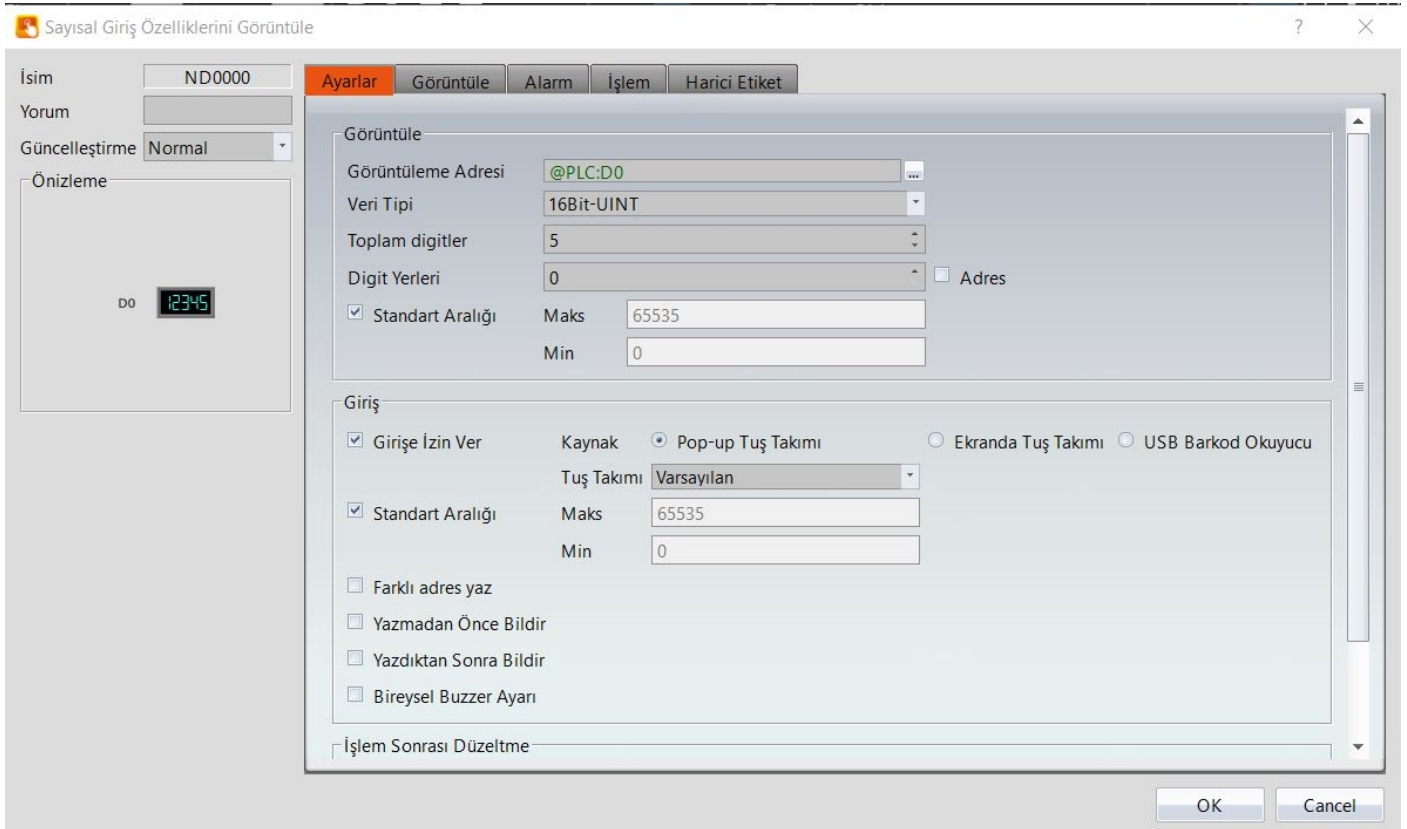 Sayısal Giriş Özelliklerini Görüntüle
?
İsim ND0000
Yorum
Güncelleştirme Normal
Önizleme
D0 12345
Ayarlar Görüntüle Alarm İşlem Harici Etiket
Görüntüle
Görüntüleme Adresi @PLC:D0 ...
Veri Tipi 16Bit-UINT
Toplam digitler 5
Digit Yerleri 0 Adres
Standart Aralığı Maks 65535
Min 0
Giriş
Girişe İzin Ver Kaynak Pop-up Tuş Takımı Ekranda Tuş Takımı USB Barkod Okuyucu
Tuş Takımı Varsayılan
Standart Aralığı Maks 65535
Min 0
Farklı adres yaz
Yazmadan Önce Bildir
Yazdıktan Sonra Bildir
Bireysel Buzzer Ayarı
İşlem Sonrası Düzeltme
OK Cancel